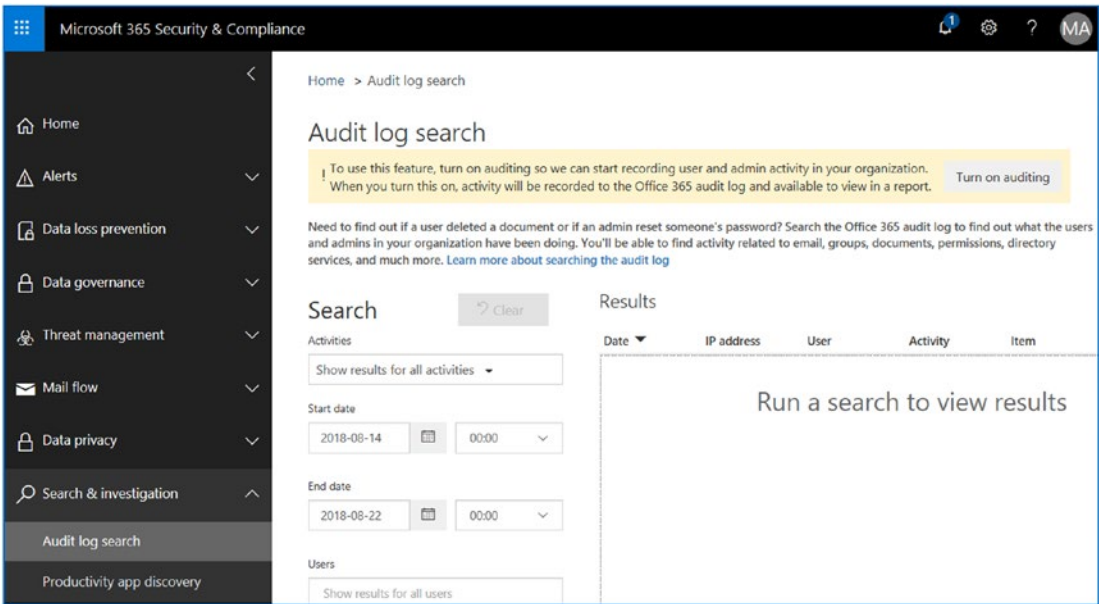 Microsoft 365 Security & Compliance
1
?
MA
Home
Alerts
Data loss prevention
Data governance
Threat management
Mail flow
Data privacy
Search & investigation
Audit log search
Productivity app discovery
Home > Audit log search
Audit log search
! To use this feature, turn on auditing so we can start recording user and admin activity in your organization.
When you turn this on, activity will be recorded to the Office 365 audit log and available to view in a report.
Turn on auditing
Need to find out if a user deleted a document or if an admin reset someone's password? Search the Office 365 audit log to find out what the users
and admins in your organization have been doing. You'll be able to find activity related to email, groups, documents, permissions, directory
services, and much more. Learn more about searching the audit log
Search
Clear
Activities
Show results for all activities
Start date
2018-08-14
00:00
End date
2018-08-22
00:00
Users
Show results for all users
Results
Date
IP address
User
Activity
Item
Run a search to view results